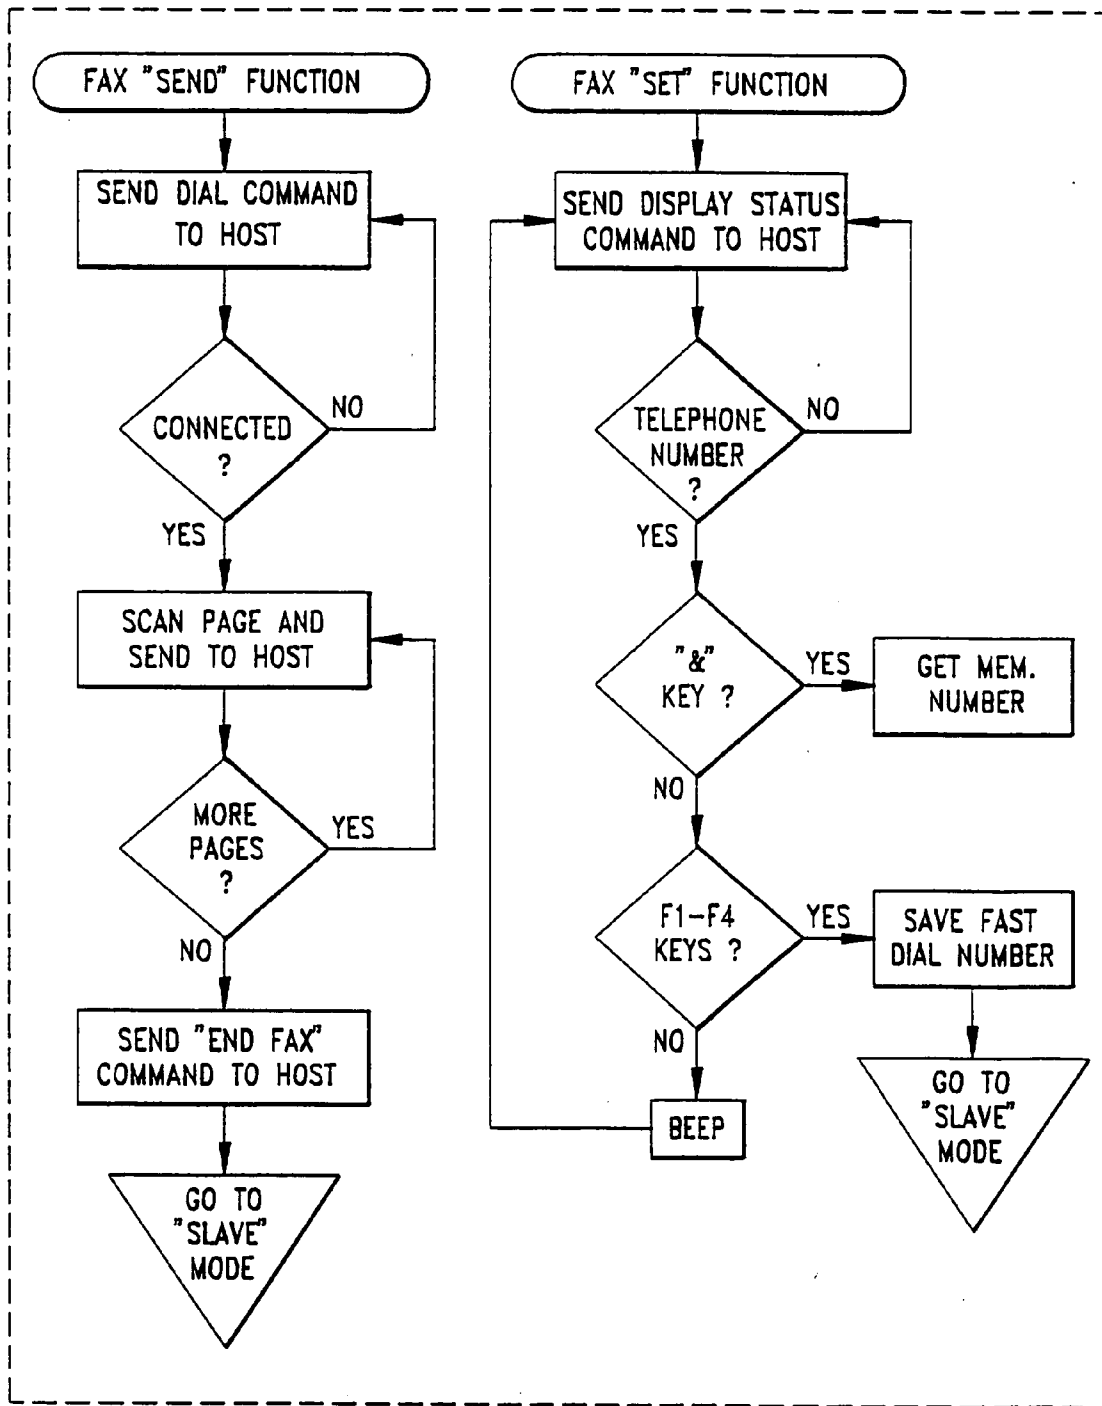 FAX "SEND" FUNCTION
SEND DIAL COMMAND
TO HOST
CONNECTED
?
NO
YES
SCAN PAGE AND
SEND TO HOST
MORE
PAGES
?
YES
NO
SEND "END FAX"
COMMAND TO HOST
GO TO
"SLAVE"
MODE
FAX "SET" FUNCTION
SEND DISPLAY STATUS
COMMAND TO HOST
TELEPHONE
NUMBER
?
NO
YES
"&"
KEY ?
YES
GET MEM.
NUMBER
NO
F1-F4
KEYS ?
YES
SAVE FAST
DIAL NUMBER
NO
BEEP
GO TO
"SLAVE"
MODE